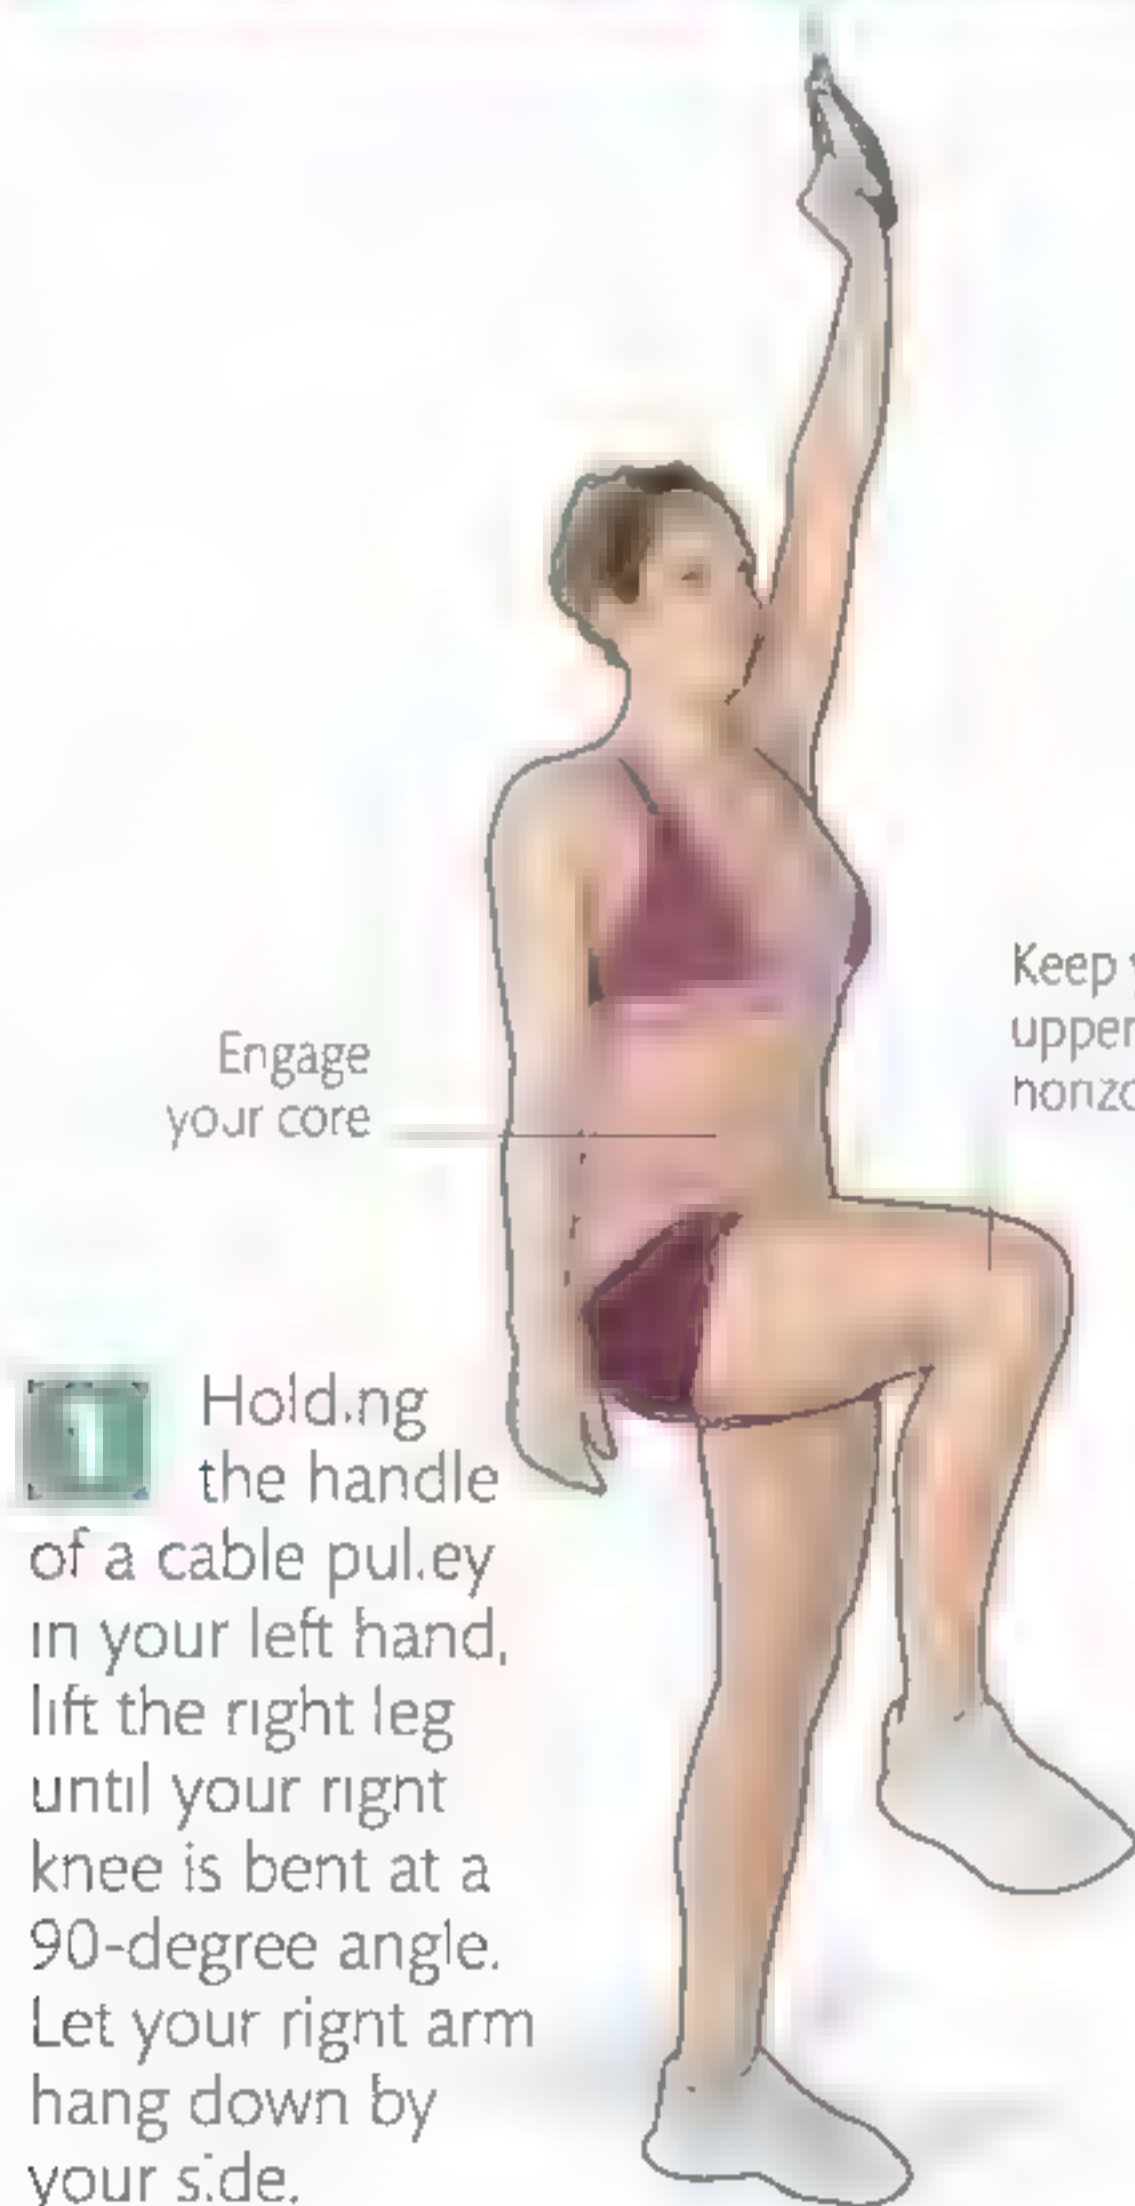 Keep
upper
Engage
your core
1 Holding
the handle
of a cable pulley
in your left hand,
lift the right leg
until your right
knee is bent at a
90-degree angle.
Let your right arm
hang down by
your side.